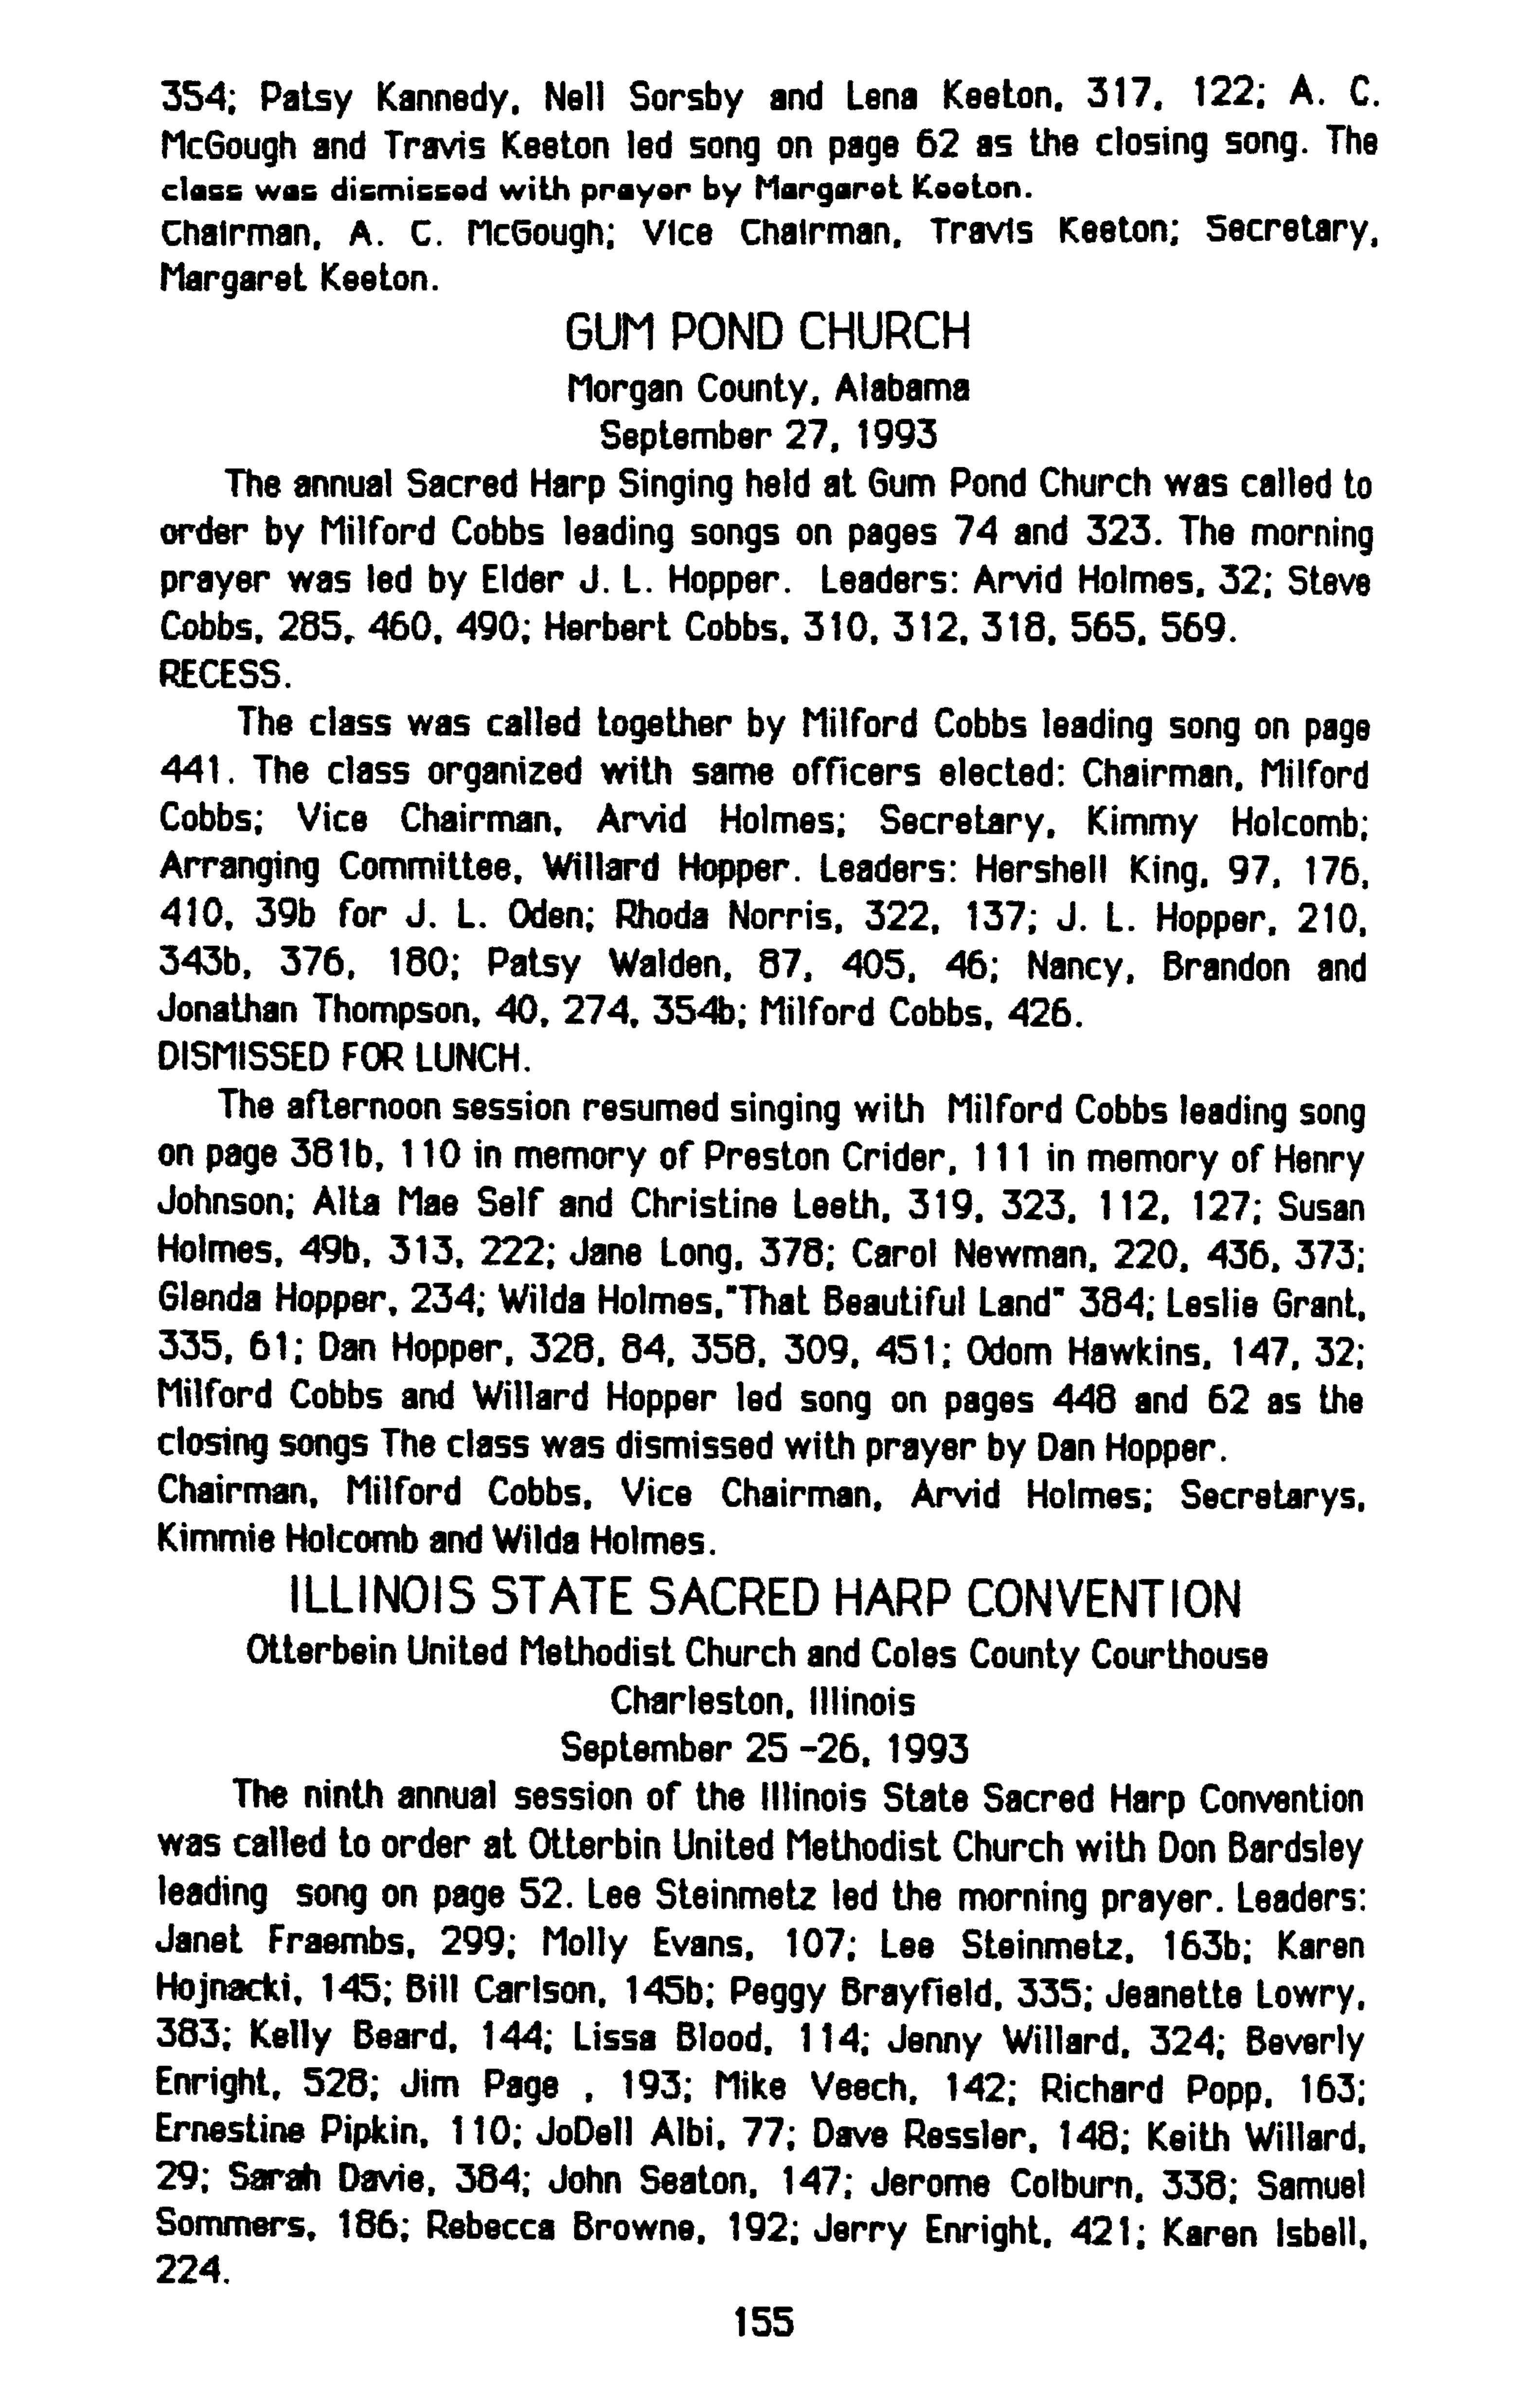 354; Patsy Kannedy, Nell Sorsby and Lena Keeton, 317, 122; A. C.
McGough and Travis Keeton led song on page 62 as the closing song. The
class was dismissed with prayer by Margaret Keeton.
Chairman, A. C. McGough; Vice Chairman, Travis Keeton; Secretary,
Margaret Keeton.
GUM POND CHURCH
Morgan County, Alabama
September 27, 1993
The annual Sacred Harp Singing held at Gum Pond Church was called to
order by Milford Cobbs leading songs on pages 74 and 323. The morning
prayer was led by Elder J. L. Hopper. Leaders: Arvid Holmes, 32; Steve
Cobbs, 285, 460, 490; Herbert Cobbs, 310, 312, 318, 565, 569.
RECESS.
The class was called together by Milford Cobbs leading song on page
441. The class organized with same officers elected: Chairman, Milford
Cobbs; Vice Chairman, Arvid Holmes; Secretary, Kimmy Holcomb;
Arranging Committee, Willard Hopper. Leaders: Hershell King, 97, 176,
410, 39b for J. L. Oden; Rhoda Norris, 322, 137; J. L. Hopper, 210,
343b, 376, 180; Patsy Walden, 87, 405, 46; Nancy, Brandon and
Jonathan Thompson, 40, 274, 354b; Milford Cobbs, 426.
DISMISSED FOR LUNCH.
The afternoon session resumed singing with Milford Cobbs leading song
on page 381b, 110 in memory of Preston Crider, 111 in memory of Henry
Johnson; Alta Mae Self and Christine Leeth, 319, 323, 112, 127; Susan
Holmes, 49b, 313, 222; Jane Long, 378; Carol Newman, 220, 436, 373;
Glenda Hopper, 234; Wilda Holmes,"That Beautiful Land" 384; Leslie Grant,
335, 61; Dan Hopper, 328, 84, 358, 309, 451; Odom Hawkins, 147, 32;
Milford Cobbs and Willard Hopper led song on pages 448 and 62 as the
closing songs The class was dismissed with prayer by Dan Hopper.
Chairman, Milford Cobbs, Vice Chairman, Arvid Holmes; Secretarys,
Kimmie Holcomb and Wilda Holmes.
ILLINOIS STATE SACRED HARP CONVENTION
Otterbein United Methodist Church and Coles County Courthouse
Charleston, Illinois
September 25 -26, 1993
The ninth annual session of the Illinois State Sacred Harp Convention
was called to order at Otterbin United Methodist Church with Don Bardsley
leading song on page 52. Lee Steinmetz led the morning prayer. Leaders:
Janet Fraembs, 299; Molly Evans, 107; Lee Steinmetz, 163b; Karen
Hojnacki, 145; Bill Carlson, 145b; Peggy Brayfield, 335; Jeanette Lowry,
383; Kelly Beard, 144; Lissa Blood, 114; Jenny Willard, 324; Beverly
Enright, 528; Jim Page , 193; Mike Veech, 142; Richard Popp, 163;
Ernestine Pipkin, 110; JoDell Albi, 77; Dave Ressler, 148; Keith Willard,
29; Sarah Davie, 384; John Seaton, 147; Jerome Colburn, 338; Samuel
Sommers, 186; Rebecca Browne, 192; Jerry Enright, 421; Karen Isbell,
224.
155